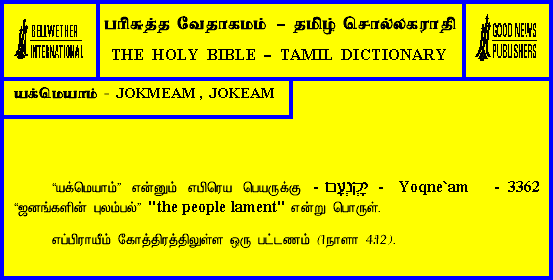 BELLWETHER
INTERNATIONAL
பரிசுத்த வேதாகமம் – தமிழ் சொல்லகராதி
THE HOLY BIBLE – TAMIL DICTIONARY
GOOD NEWS
PUBLISHERS
யக்மெயாம் - JOKMEAM , JOKEAM
“யக்மெயாம்” என்னும் எபிரெய பெயருக்கு - יָקְנְעָם - Yoqne`am - 3362
“ஜனங்களின் புலம்பல்” "the people lament" என்று பொருள்.
எப்பிராயீம் கோத்திரத்திலுள்ள ஒரு பட்டணம் (1நாளா 4:12).